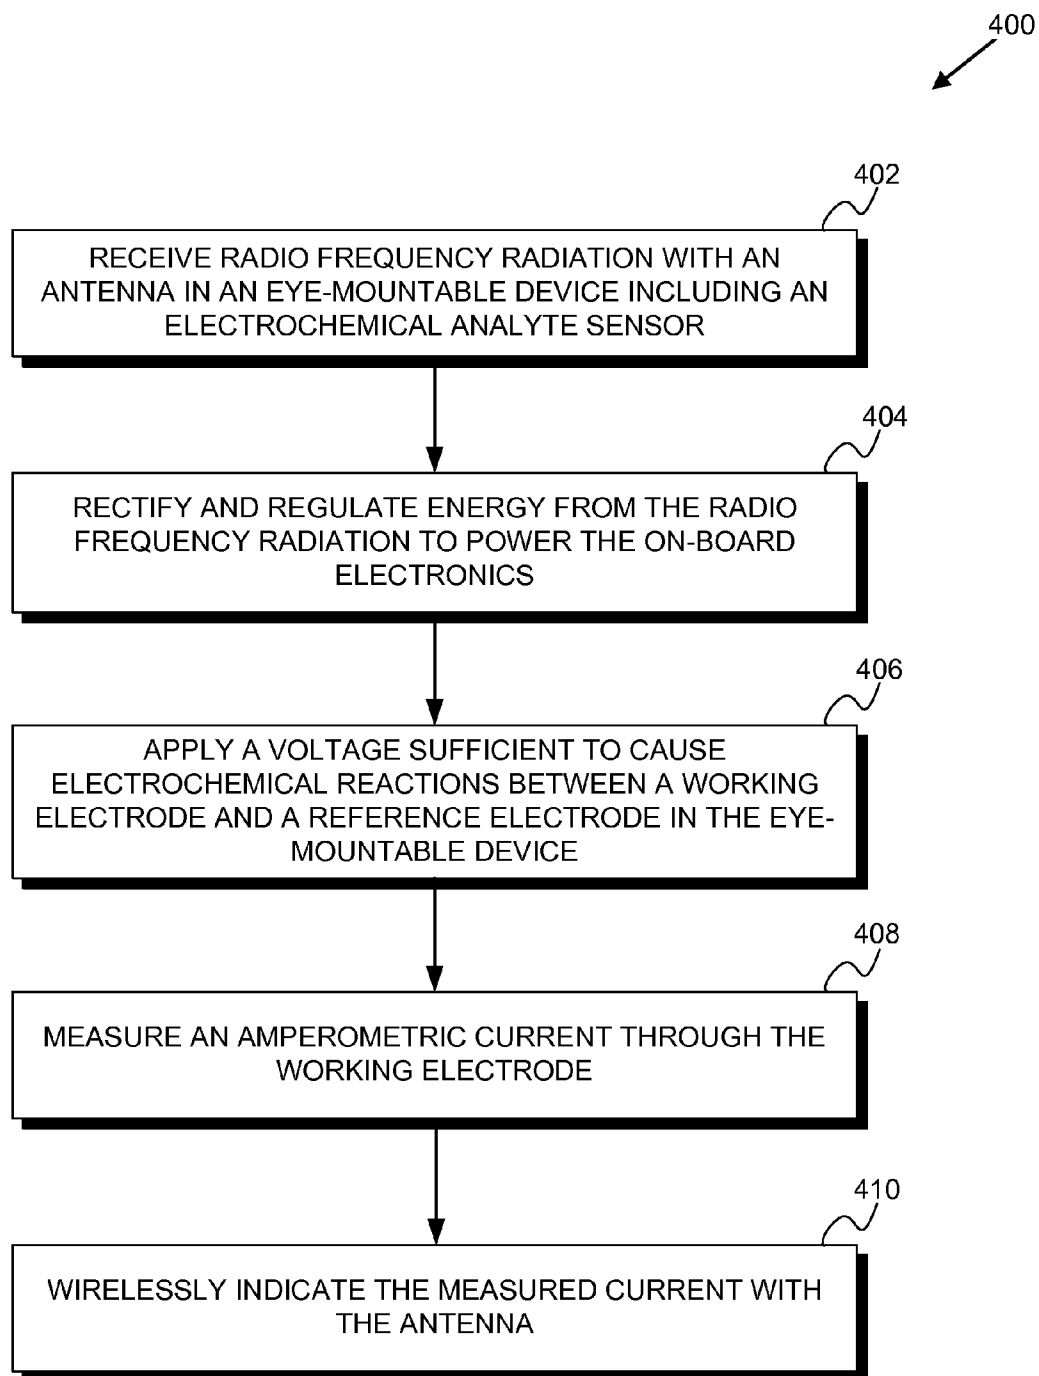 400
402
RECEIVE RADIO FREQUENCY RADIATION WITH AN
ANTENNA IN AN EYE-MOUNTABLE DEVICE INCLUDING AN
ELECTROCHEMICAL ANALYTE SENSOR
404
RECTIFY AND REGULATE ENERGY FROM THE RADIO
FREQUENCY RADIATION TO POWER THE ON-BOARD
ELECTRONICS
406
APPLY A VOLTAGE SUFFICIENT TO CAUSE
ELECTROCHEMICAL REACTIONS BETWEEN A WORKING
ELECTRODE AND A REFERENCE ELECTRODE IN THE EYE-
MOUNTABLE DEVICE
408
MEASURE AN AMPEROMETRIC CURRENT THROUGH THE
WORKING ELECTRODE
410
WIRELESSLY INDICATE THE MEASURED CURRENT WITH
THE ANTENNA